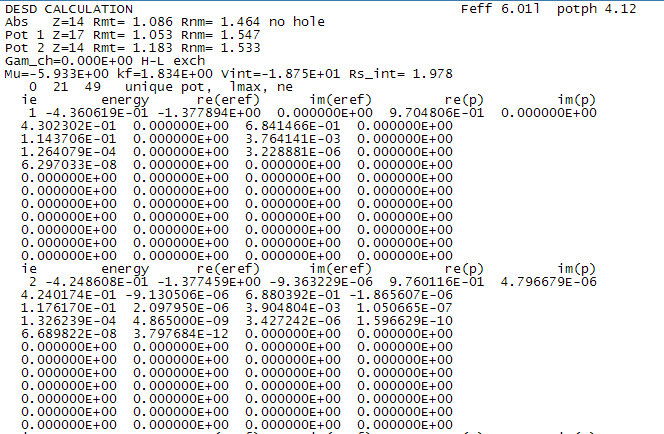 DESD CALCULATION Feff 6.01l potph 4.12
Abs Z=14 Rmt= 1.086 Rnm= 1.464 no hole
Pot 1 Z=17 Rmt= 1.053 Rnm= 1.547
Pot 2 Z=14 Rmt= 1.183 Rnm= 1.533
Gam_ch=0.000E+00 H-L exch
Mu=-5.933E+00 kf=1.834E+00 Vint=-1.875E+01 Rs_int= 1.978
0 21 49 unique pot, lmax, ne
ie energy re(eref) im(eref) re(p) im(p)
1 -4.360619E-01 -1.377894E+00 0.000000E+00 9.704806E-01 0.000000E+00
4.302302E-01 0.000000E+00 6.841466E-01 0.000000E+00
1.143706E-01 0.000000E+00 3.764141E-03 0.000000E+00
1.264079E-04 0.000000E+00 3.228881E-06 0.000000E+00
6.297033E-08 0.000000E+00 0.000000E+00 0.000000E+00
0.000000E+00 0.000000E+00 0.000000E+00 0.000000E+00
0.000000E+00 0.000000E+00 0.000000E+00 0.000000E+00
0.000000E+00 0.000000E+00 0.000000E+00 0.000000E+00
0.000000E+00 0.000000E+00 0.000000E+00 0.000000E+00
0.000000E+00 0.000000E+00 0.000000E+00 0.000000E+00
0.000000E+00 0.000000E+00 0.000000E+00 0.000000E+00
0.000000E+00 0.000000E+00 0.000000E+00 0.000000E+00
ie energy re(eref) im(eref) re(p) im(p)
2 -4.248608E-01 -1.377459E+00 -9.363229E-06 9.760116E-01 4.796679E-06
4.240174E-01 -9.130506E-06 6.880392E-01 -1.865607E-06
1.176170E-01 2.097950E-06 3.904804E-03 1.050665E-07
1.326239E-04 4.865000E-09 3.427242E-06 1.596629E-10
6.689822E-08 3.797684E-12 0.000000E+00 0.000000E+00
0.000000E+00 0.000000E+00 0.000000E+00 0.000000E+00
0.000000E+00 0.000000E+00 0.000000E+00 0.000000E+00
0.000000E+00 0.000000E+00 0.000000E+00 0.000000E+00
0.000000E+00 0.000000E+00 0.000000E+00 0.000000E+00
0.000000E+00 0.000000E+00 0.000000E+00 0.000000E+00
0.000000E+00 0.000000E+00 0.000000E+00 0.000000E+00
0.000000E+00 0.000000E+00 0.000000E+00 0.000000E+00